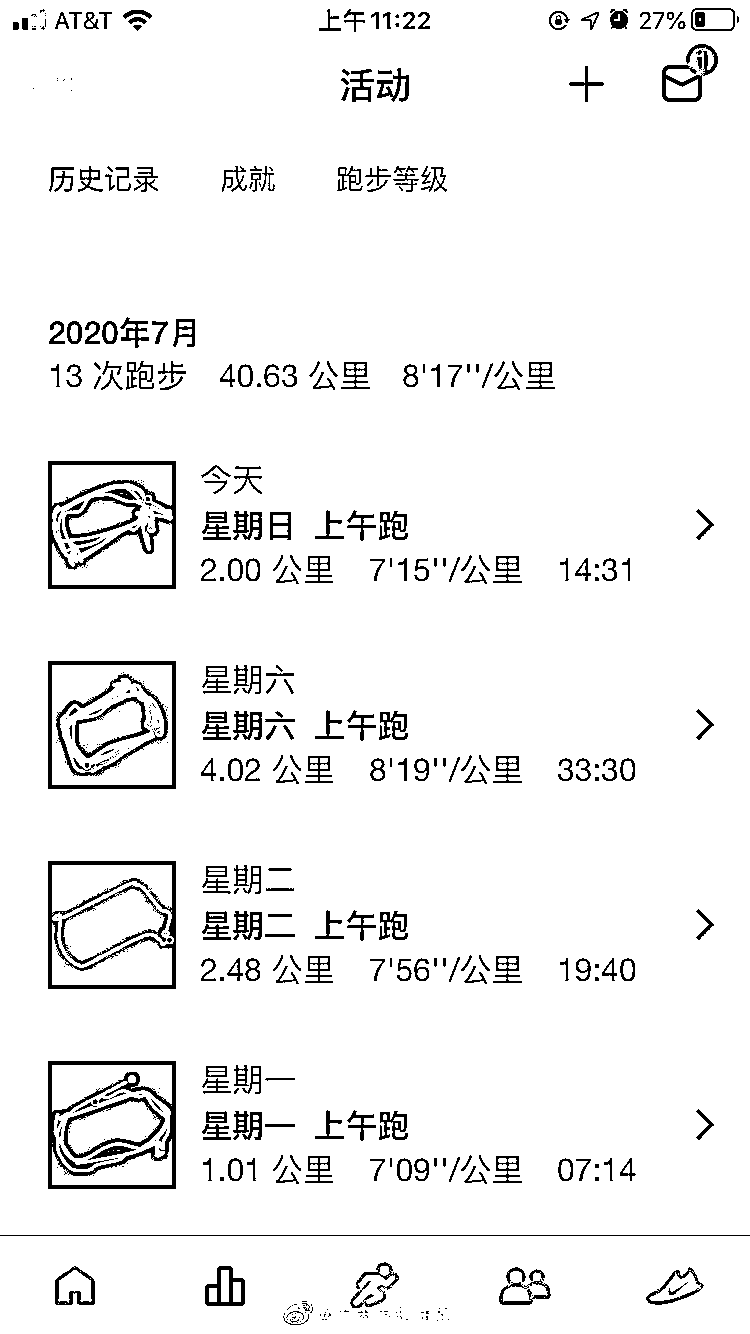 AT&T 上午11:22 27%
活动
历史记录 成就 跑步等级
2020年7月
13 次跑步 40.63 公里 8'17''/公里
今天
星期日 上午跑
2.00 公里 7'15''/公里 14:31
星期六
星期六 上午跑
4.02 公里 8'19''/公里 33:30
星期二
星期二 上午跑
2.48 公里 7'56''/公里 19:40
星期一
星期一 上午跑
1.01 公里 7'09''/公里 07:14